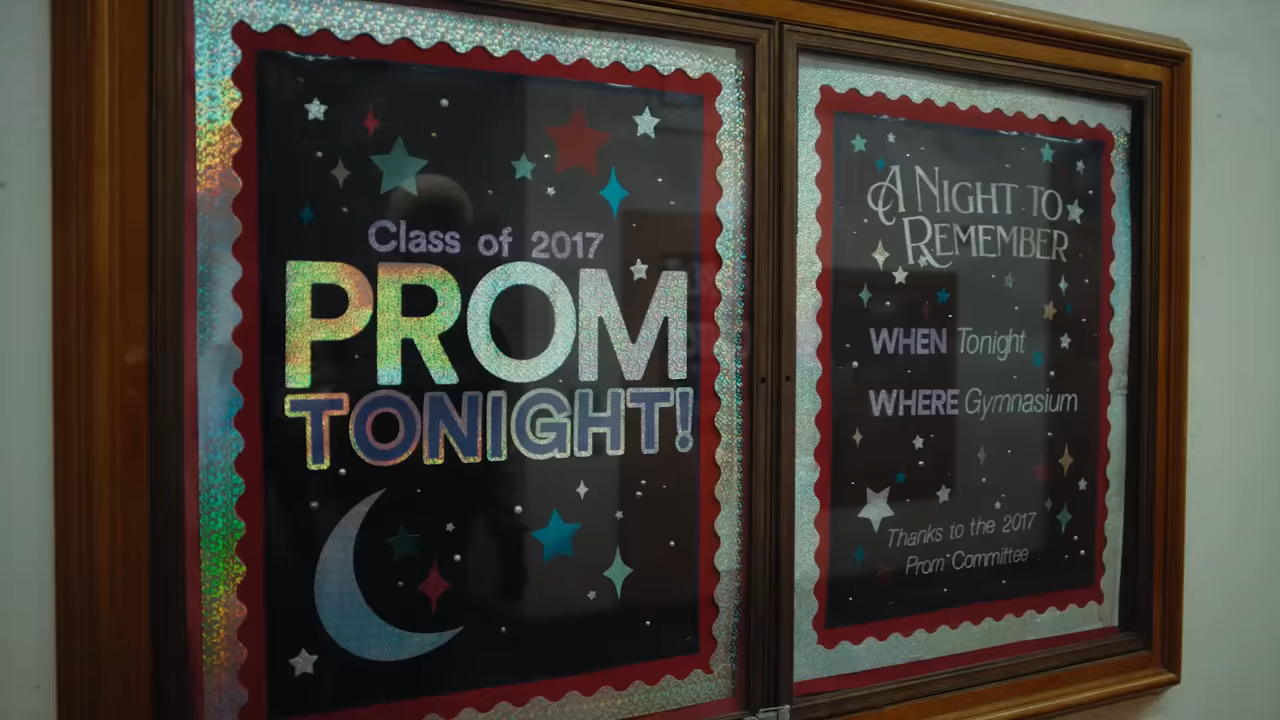 Class of 2017
PROM
TONIGHT!
A NIGHT TO
REMEMBER
WHEN Tonight
WHERE Gymnasium
Thanks to the 2017
Prom Committee